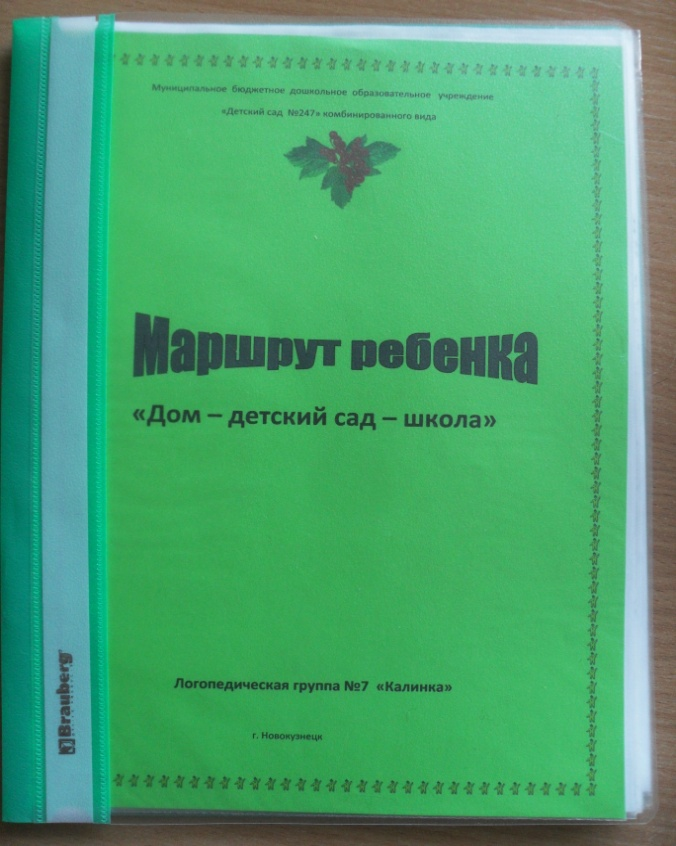 Муниципальное бюджетное дошкольное образовательное учреждение
«Детский сад №247» комбинированного вида
Маршрут ребенка
«Дом – детский сад – школа»
Логопедическая группа №7 «Калинка»
г. Новокузнецк
Brauberg